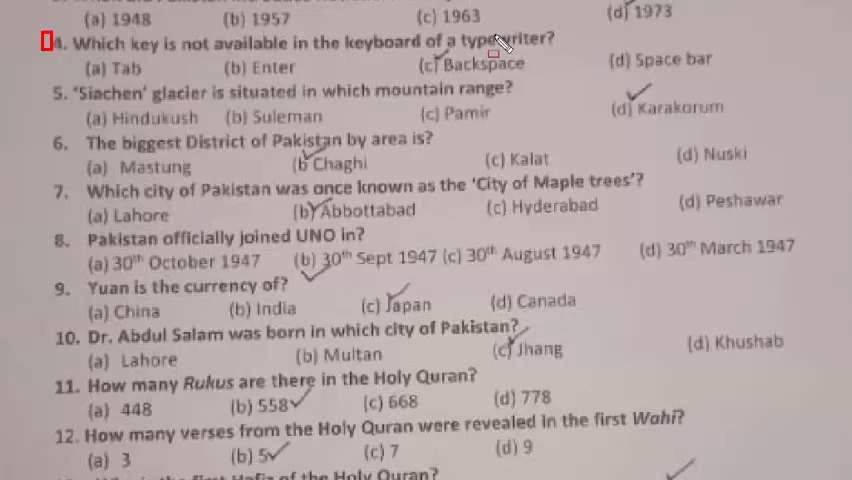 (a) 1948 (b) 1957 (c) 1963 (d) 1973
4. Which key is not available in the keyboard of a typewriter?
(a) Tab (b) Enter (c) Backspace (d) Space bar
5. 'Siachen' glacier is situated in which mountain range?
(a) Hindukush (b) Suleman (c) Pamir (d) Karakorum
6. The biggest District of Pakistan by area is?
(a) Mastung (b Chaghi (c) Kalat (d) Nuski
7. Which city of Pakistan was once known as the 'City of Maple trees'?
(a) Lahore (b) Abbottabad (c) Hyderabad (d) Peshawar
8. Pakistan officially joined UNO in?
(a) 30th October 1947 (b) 30th Sept 1947 (c) 30th August 1947 (d) 30th March 1947
9. Yuan is the currency of?
(a) China (b) India (c) Japan (d) Canada
10. Dr. Abdul Salam was born in which city of Pakistan?
(a) Lahore (b) Multan (c) Jhang (d) Khushab
11. How many Rukus are there in the Holy Quran?
(a) 448 (b) 558 (c) 668 (d) 778
12. How many verses from the Holy Quran were revealed in the first Wahi?
(a) 3 (b) 5 (c) 7 (d) 9
the first Hafiz of the Holy Quran?